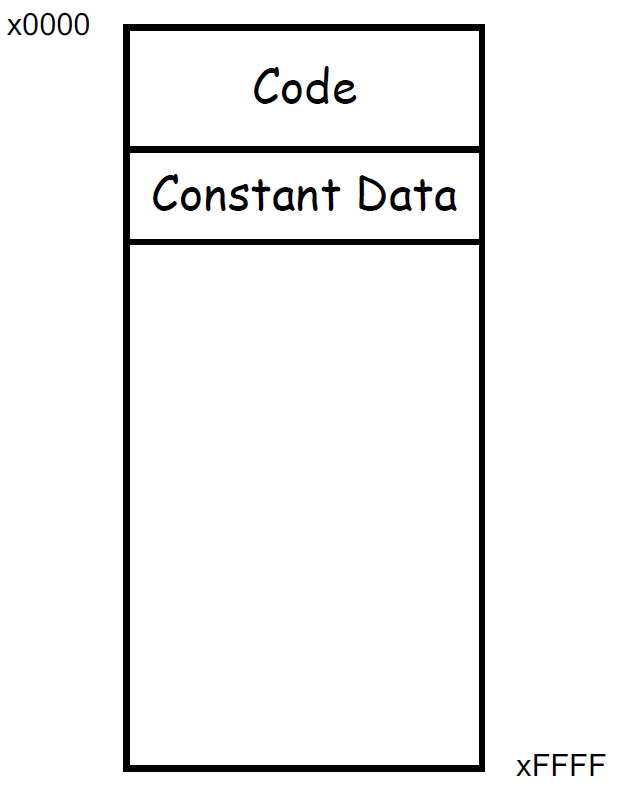 x0000
Code
Constant Data
xFFFF